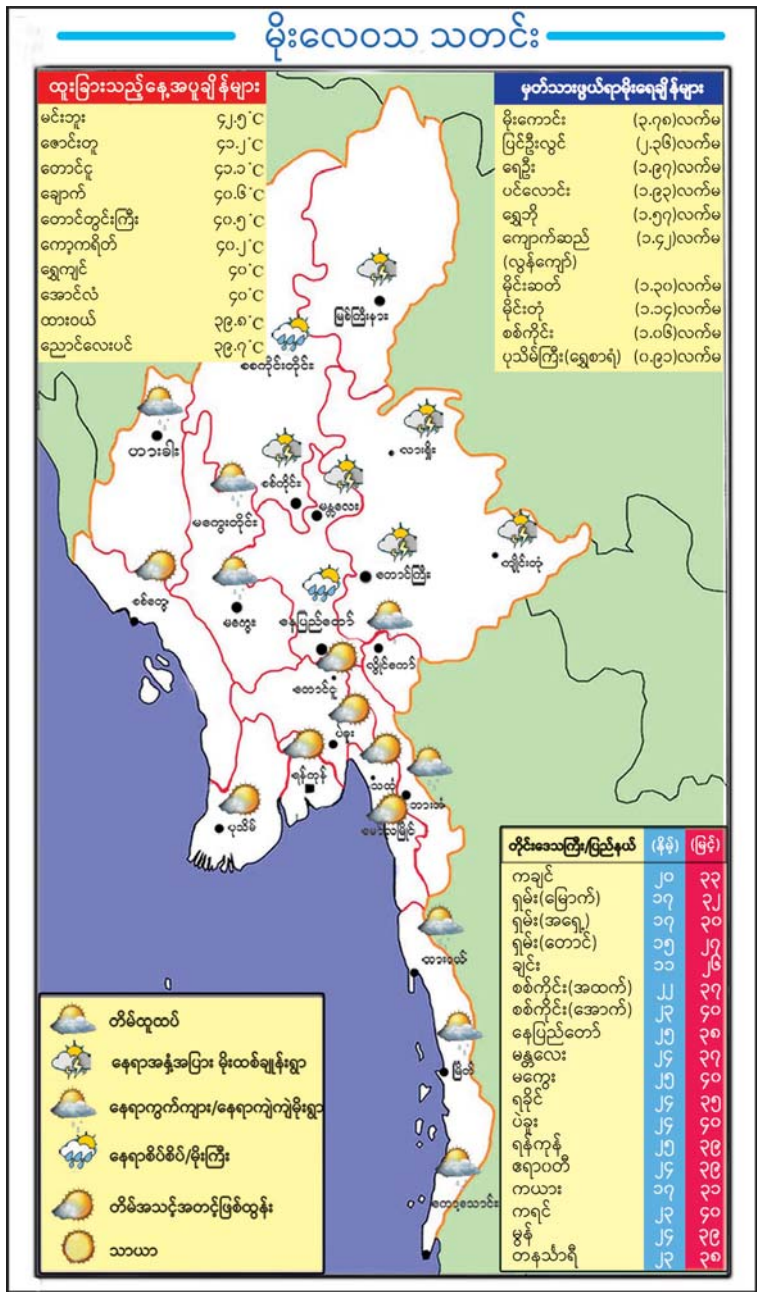 မိုးလေဝသ သတင်း
ထူးခြားသည့်နေ့အပူချိန်များ
မင်းဘူး ၄၂.၅°C
ဇောင်းတူ ၄၁.၂°C
တောင်ငူ ၄၁.၁°C
ချောက် ၄၀.၆°C
တောင်တွင်းကြီး ၄၀.၅°C
ကော့ကရိတ် ၄၀.၂°C
ရွှေကျင် ၄၀°C
အောင်လံ ၄၀°C
ထားဝယ် ၃၉.၈°C
ညောင်လေးပင် ၃၉.၇°C
မှတ်သားဖွယ်ရာမိုးရေချိန်များ
မိုးကောင်း (၃.၇၈)လက်မ
ပြင်ဦးလွင် (၂.၃၆)လက်မ
ရေဦး (၁.၉၇)လက်မ
ပင်လောင်း (၁.၉၃)လက်မ
ရွှေဘို (၁.၅၇)လက်မ
ကျောက်ဆည် (၁.၄၂)လက်မ
(လွန်ကျော်)
မိုင်းဆတ် (၁.၃၀)လက်မ
မိုင်းတုံ (၁.၁၄)လက်မ
စစ်ကိုင်း (၁.၀၆)လက်မ
ပုသိမ်ကြီး(ရွှေစာရံ) (၀.၉၁)လက်မ
မြစ်ကြီးနား
စစ်ကိုင်းတိုင်း
ဟားခါး
လားရှိုး
စစ်ကိုင်း
မန္တလေး
မကွေးတိုင်း
ကျိုင်းတုံ
တောင်ကြီး
စစ်တွေ
မကွေး
နေပြည်တော်
လွိုင်ကော်
တောင်ငူ
ပဲခူး
ရန်ကုန်
သထုံ
ဘားအံ
ပုသိမ်
မော်လမြိုင်
ထားဝယ်
မြိတ်
ကော့သောင်း
တိုင်းဒေသကြီး/ပြည်နယ် (နိမ့်) (မြင့်)
ကချင် ၂၀ ၃၃
ရှမ်း(မြောက်) ၁၇ ၃၂
ရှမ်း(အရှေ့) ၁၇ ၃၀
ရှမ်း(တောင်) ၁၅ ၂၇
ချင်း ၁၁ ၂၆
စစ်ကိုင်း(အထက်) ၂၂ ၃၇
စစ်ကိုင်း(အောက်) ၂၃ ၄၀
နေပြည်တော် ၂၅ ၃၈
မန္တလေး ၂၄ ၃၇
မကွေး ၂၅ ၄၀
ရခိုင် ၂၄ ၃၅
ပဲခူး ၂၄ ၄၀
ရန်ကုန် ၂၅ ၃၉
ဧရာဝတီ ၂၄ ၃၉
ကယား ၁၇ ၃၁
ကရင် ၂၃ ၄၀
မွန် ၂၄ ၃၉
တနင်္သာရီ ၂၃ ၃၈
တိမ်ထူထပ်
နေရာအနှံ့အပြား မိုးထစ်ချုန်းရွာ
နေရာကွက်ကျား/နေရာကျဲကျဲမိုးရွာ
နေရာစိပ်စိပ်/မိုးကြီး
တိမ်အသင့်အတင့်ဖြစ်ထွန်း
သာယာ